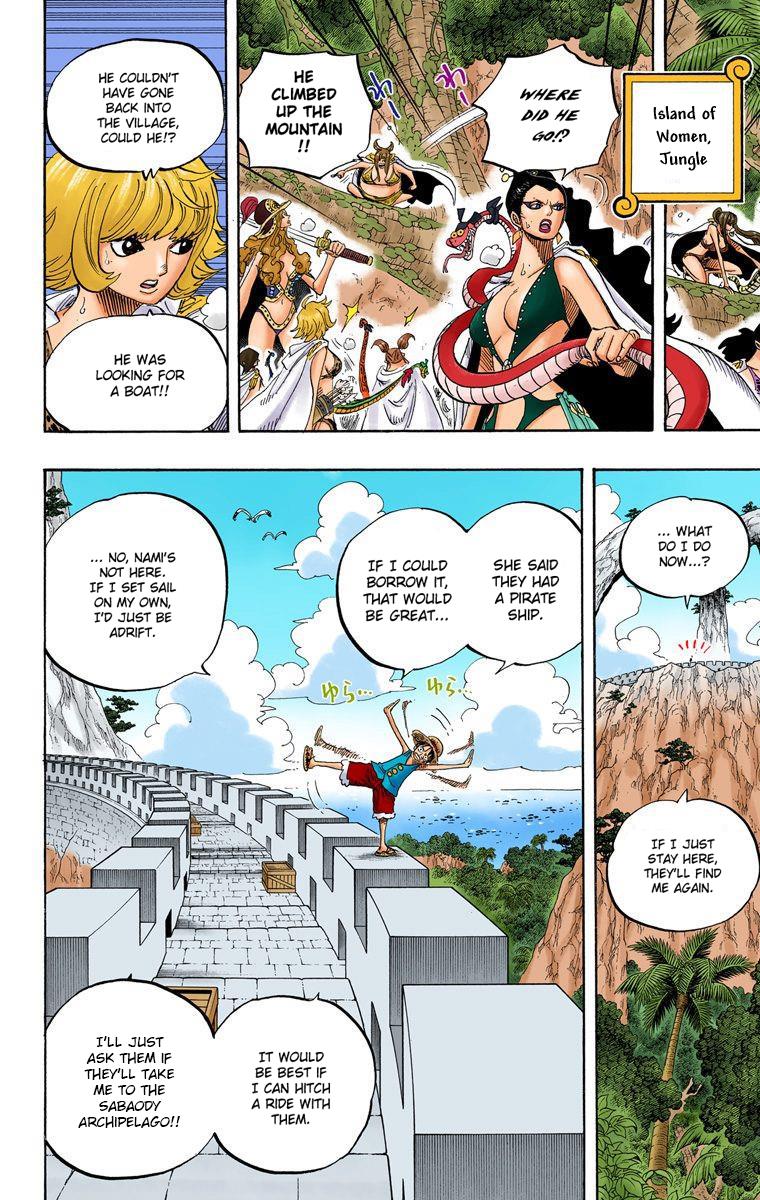 Island of
Women,
Jungle
WHERE
DID HE
GO!?
わ
わ
HE
CLIMBED
UP THE
MOUNTAIN
!!
HE COULDN'T
HAVE GONE
BACK INTO
THE VILLAGE,
COULD HE!?
HE WAS
LOOKING FOR
A BOAT!!
... WHAT
DO I DO
NOW...?
IF I JUST
STAY HERE,
THEY'LL FIND
ME AGAIN.
SHE SAID
THEY HAD
A PIRATE
SHIP.
IF I COULD
BORROW IT,
THAT WOULD
BE GREAT...
ゆら...
ゆら...
... NO, NAMI'S
NOT HERE.
IF I SET SAIL
ON MY OWN,
I'D JUST BE
ADRIFT.
IT WOULD
BE BEST IF
I CAN HITCH
A RIDE WITH
THEM.
I'LL JUST
ASK THEM IF
THEY'LL TAKE
ME TO THE
SABAODY
ARCHIPELAGO!!